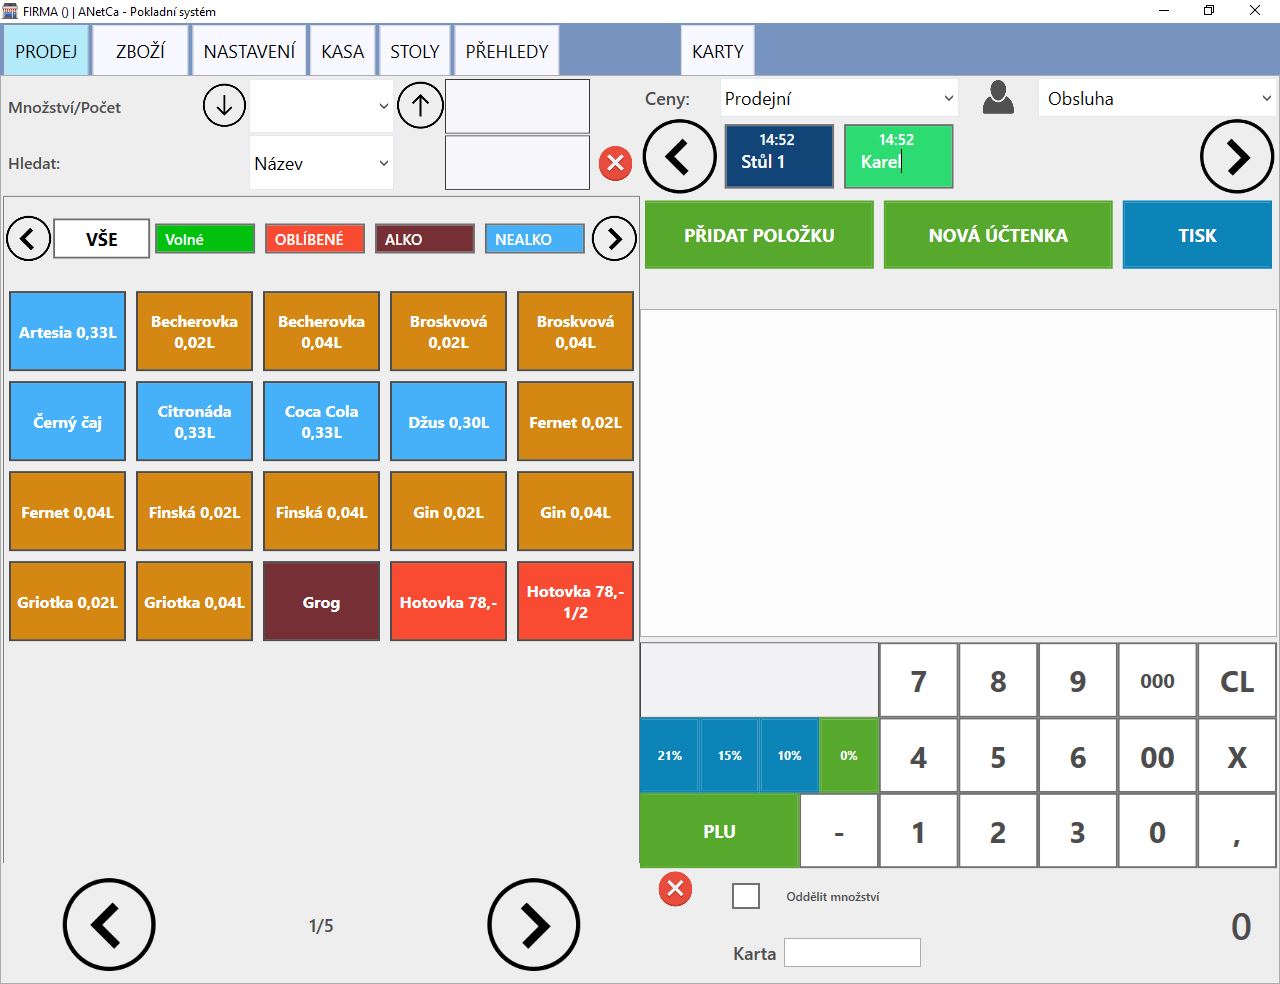 FIRMA () | ANetCa - Pokladní systém
PRODEJ ZBOŽÍ NASTAVENÍ KASA STOLY PŘEHLEDY KARTY
Množství/Počet
Hledat: Název
Ceny: Prodejní Obsluha
14:52
Stůl 1
14:52
Karel
VŠE Volné OBLÍBENÉ ALKO NEALKO
PŘIDAT POLOŽKU NOVÁ ÚČTENKA TISK
Artesia 0,33L
Becherovka
0,02L
Becherovka
0,04L
Broskvová
0,02L
Broskvová
0,04L
Černý čaj
Citronáda
0,33L
Coca Cola
0,33L
Džus 0,30L
Fernet 0,02L
Fernet 0,04L
Finská 0,02L
Finská 0,04L
Gin 0,02L
Gin 0,04L
Griotka 0,02L
Griotka 0,04L
Grog
Hotovka 78,-
Hotovka 78,-
1/2
1/5
7 8 9 000 CL
21% 15% 10% 0% 4 5 6 00 X
PLU - 1 2 3 0 ,
Oddělit množství
0
Karta